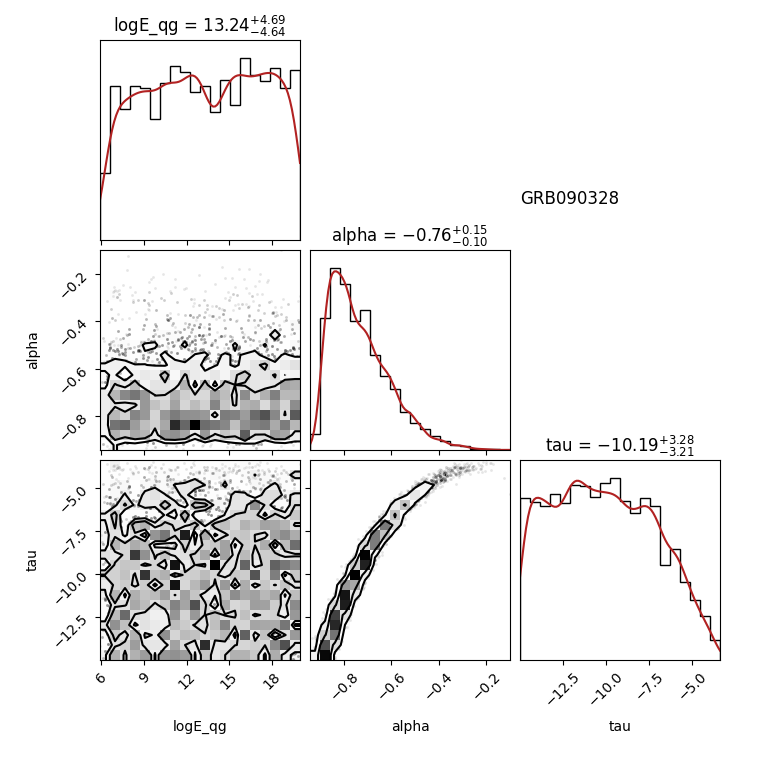 logE_qg = 13.24+4.69−4.64
GRB090328
alpha = −0.76+0.15−0.10
−0.2
−0.4
−0.6
−0.8
alpha
tau = −10.19+3.28−3.21
−5.0
−7.5
−10.0
−12.5
tau
6 9 12 15 18
−0.8 −0.6 −0.4 −0.2
−12.5 −10.0 −7.5 −5.0
logE_qg alpha tau